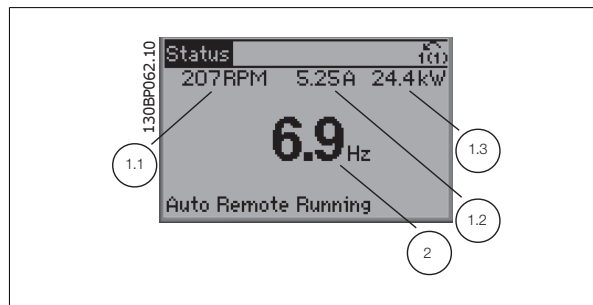 130BP062.10
Status
1(1)
207RPM 5.25A 24.4kW
6.9Hz
Auto Remote Running
1.1
1.3
1.2
2